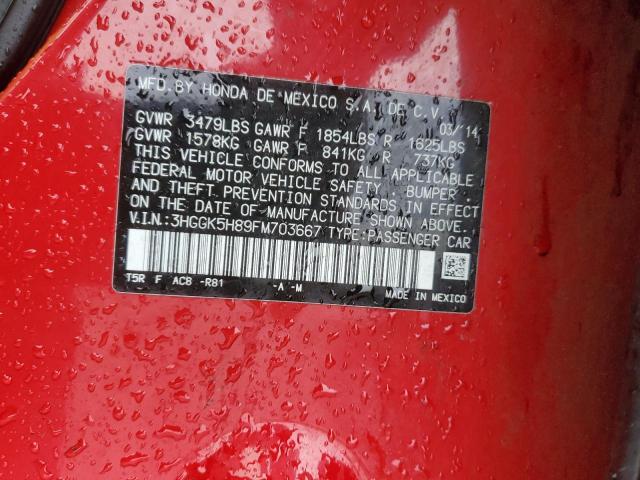 MFD. BY HONDA DE MEXICO S.A. DE C.V.
03/14
GVWR 3479LBS GAWR F 1854LBS R 1625LBS
GVWR 1578KG GAWR F 841KG R 737KG
THIS VEHICLE CONFORMS TO ALL APPLICABLE
FEDERAL MOTOR VEHICLE SAFETY, BUMPER,
AND THEFT PREVENTION STANDARDS IN EFFECT
ON THE DATE OF MANUFACTURE SHOWN ABOVE.
V.I.N.:3HGGK5H89FM703667 TYPE:PASSENGER CAR
T5R F AC8 -R81 -A -M
MADE IN MEXICO